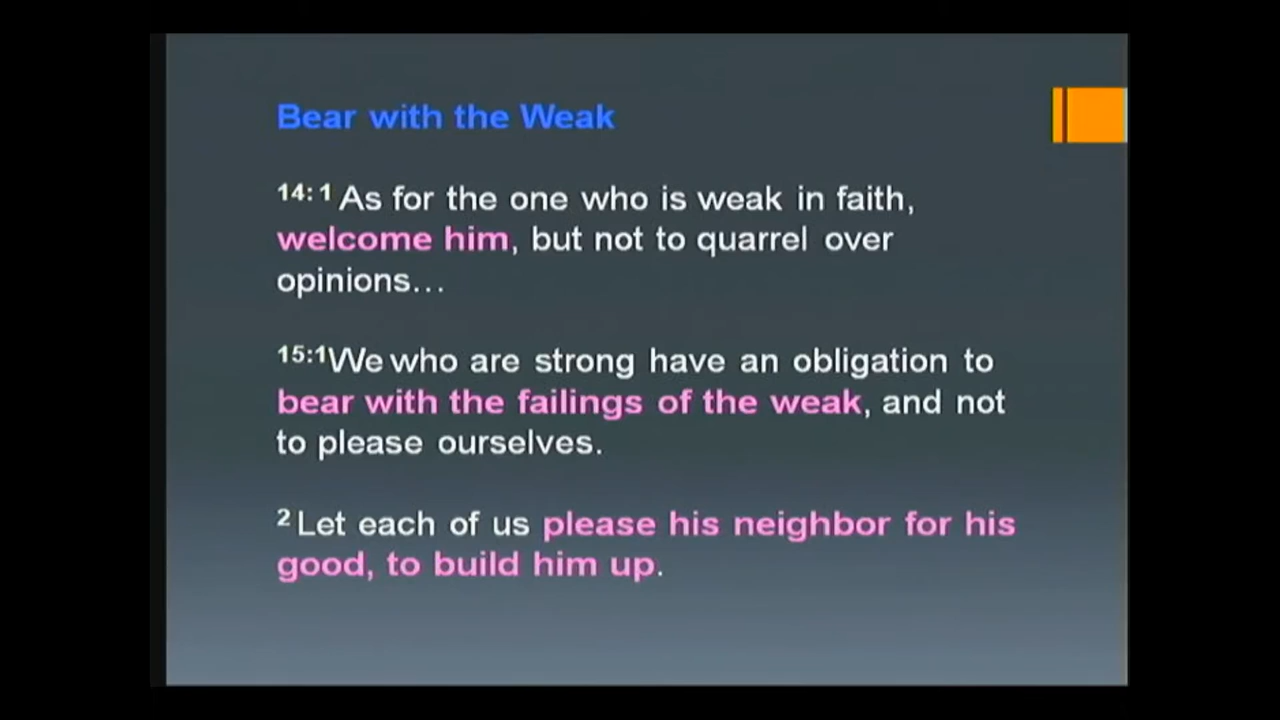 Bear with the Weak
14:1 As for the one who is weak in faith,
welcome him, but not to quarrel over
opinions…
15:1We who are strong have an obligation to
bear with the failings of the weak, and not
to please ourselves.
2 Let each of us please his neighbor for his
good, to build him up.